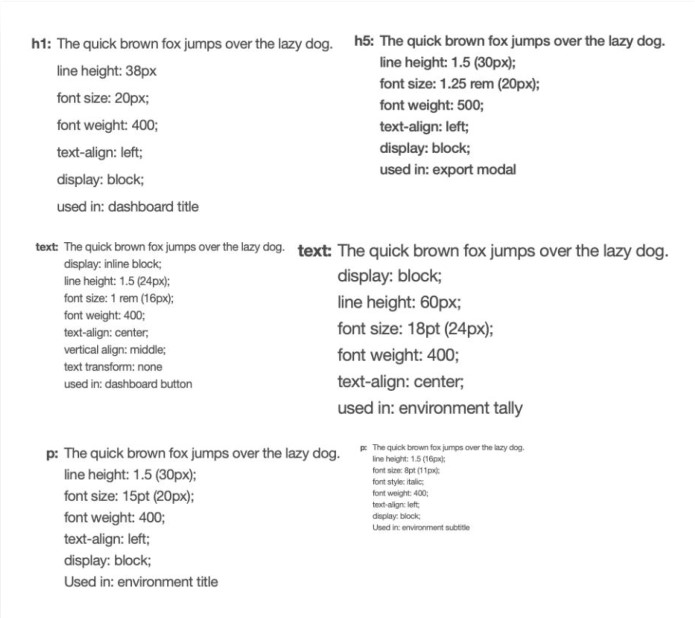 h1: The quick brown fox jumps over the lazy dog.
line height: 38px
font size: 20px;
font weight: 400;
text-align: left;
display: block;
used in: dashboard title
h5: The quick brown fox jumps over the lazy dog.
line height: 1.5 (30px);
font size: 1.25 rem (20px);
font weight: 500;
text-align: left;
display: block;
used in: export modal
text: The quick brown fox jumps over the lazy dog.
display: inline block;
line height: 1.5 (24px);
font size: 1 rem (16px);
font weight: 400;
text-align: center;
vertical align: middle;
text transform: none
used in: dashboard button
text: The quick brown fox jumps over the lazy dog.
display: block;
line height: 60px;
font size: 18pt (24px);
font weight: 400;
text-align: center;
used in: environment tally
p: The quick brown fox jumps over the lazy dog.
line height: 1.5 (30px);
font size: 15pt (20px);
font weight: 400;
text-align: left;
display: block;
Used in: environment title
p: The quick brown fox jumps over the lazy dog.
line height: 1.5 (16px);
font size: 8pt (11px);
font style: italic;
font weight: 400;
text-align: left;
display: block;
Used in: environment subtitle